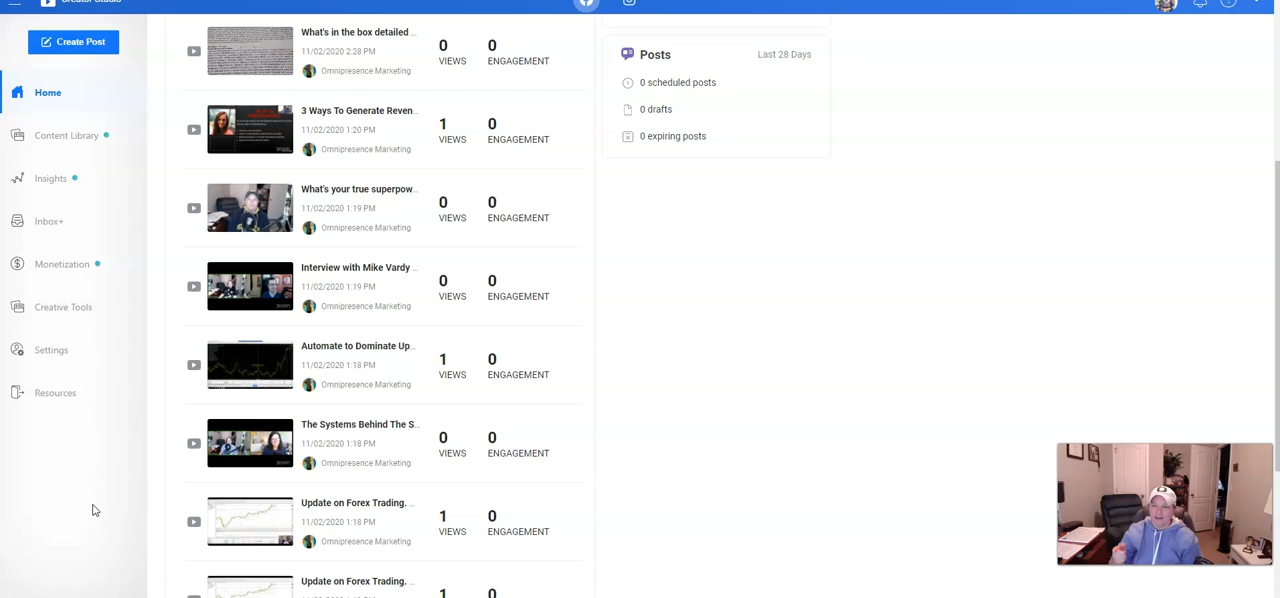 Creator Studio
Create Post
Home
Content Library
Insights
Inbox+
Monetization
Creative Tools
Settings
Resources
What's in the box detailed ...
11/02/2020 2:28 PM
Omnipresence Marketing
0
VIEWS
0
ENGAGEMENT
3 Ways To Generate Reven...
11/02/2020 1:20 PM
Omnipresence Marketing
1
VIEWS
0
ENGAGEMENT
What's your true superpow...
11/02/2020 1:19 PM
Omnipresence Marketing
0
VIEWS
0
ENGAGEMENT
Interview with Mike Vardy ...
11/02/2020 1:19 PM
Omnipresence Marketing
0
VIEWS
0
ENGAGEMENT
Automate to Dominate Up...
11/02/2020 1:18 PM
Omnipresence Marketing
1
VIEWS
0
ENGAGEMENT
The Systems Behind The S...
11/02/2020 1:18 PM
Omnipresence Marketing
0
VIEWS
0
ENGAGEMENT
Update on Forex Trading. ...
11/02/2020 1:18 PM
Omnipresence Marketing
1
VIEWS
0
ENGAGEMENT
Update on Forex Trading. ...
1
0
Posts
Last 28 Days
0 scheduled posts
0 drafts
0 expiring posts